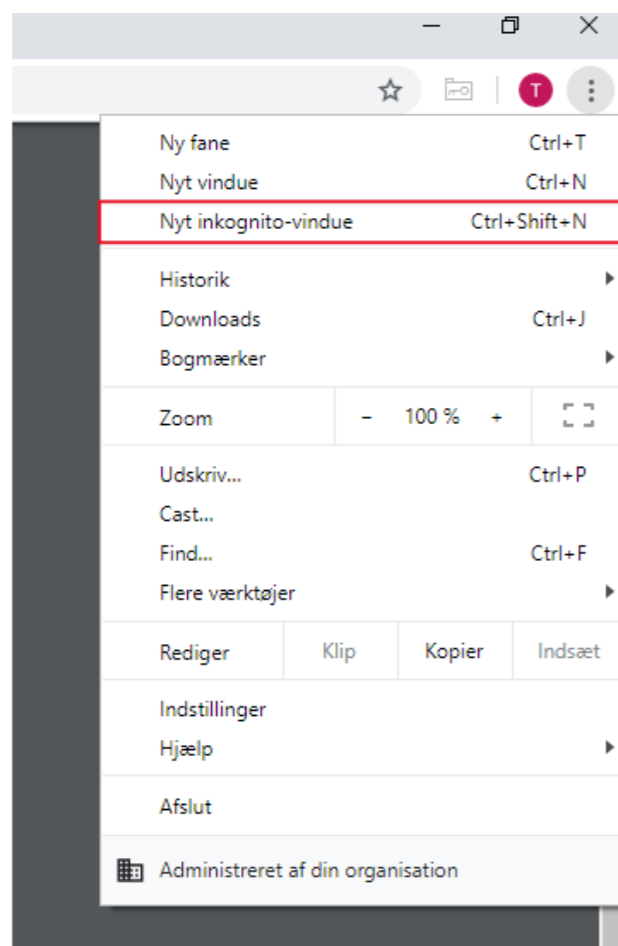 T
Ny fane Ctrl+T
Nyt vindue Ctrl+N
Nyt inkognito-vindue Ctrl+Shift+N
Historik
Downloads Ctrl+J
Bogmærker
Zoom − 100 % +
Udskriv... Ctrl+P
Cast...
Find... Ctrl+F
Flere værktøjer
Rediger Klip Kopier Indsæt
Indstillinger
Hjælp
Afslut
Administreret af din organisation